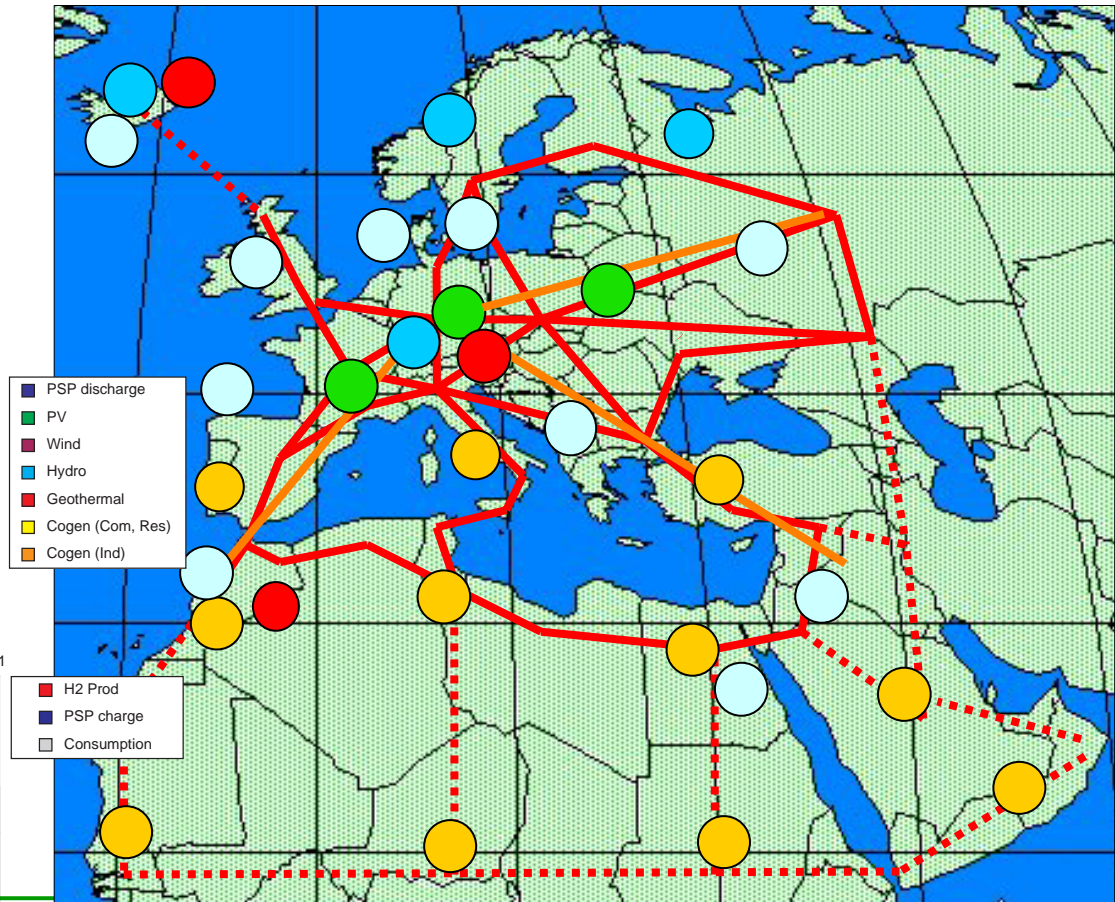 PSP discharge
PV
Wind
Hydro
Geothermal
Cogen (Com, Res)
Cogen (Ind)
1
H2 Prod
PSP charge
Consumption